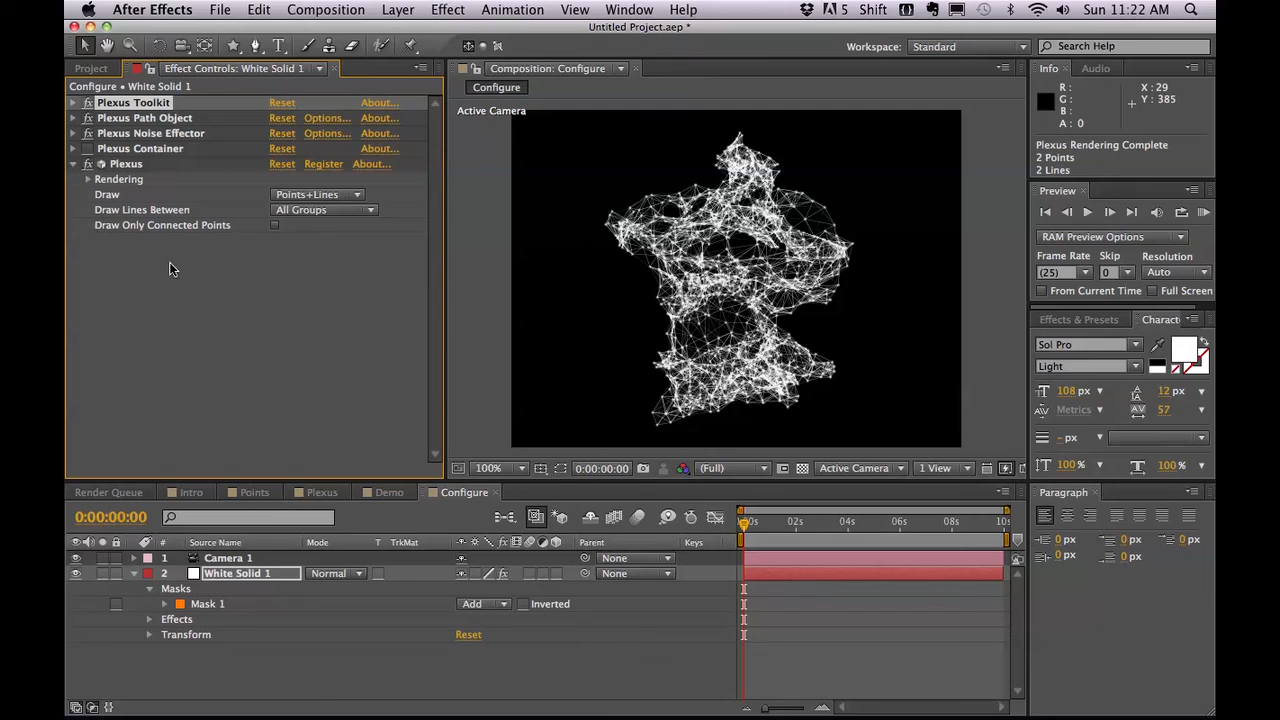 After Effects File Edit Composition Layer Effect Animation View Window Help 5 Shift Sun 11:22 AM
Untitled Project.aep *
Workspace: Standard Search Help
Project Effect Controls: White Solid 1
Configure • White Solid 1
Plexus Toolkit Reset About...
Plexus Path Object Reset Options... About...
Plexus Noise Effector Reset Options... About...
Plexus Container Reset About...
Plexus Reset Register About...
Rendering
Draw Points+Lines
Draw Lines Between All Groups
Draw Only Connected Points
Composition: Configure
Configure
Active Camera
100% 0:00:00:00 (Full) Active Camera 1 View
Info Audio
R: X: 29
G: Y: 385
B:
A: 0
Plexus Rendering Complete
2 Points
2 Lines
Preview
RAM Preview Options
Frame Rate Skip Resolution
(25) 0 Auto
From Current Time Full Screen
Effects & Presets Charact
Sol Pro
Light
108 px 12 px
Metrics 57
– px
100% 100%
Paragraph
0 px 0 px 0 px
0 px 0 px
Render Queue Intro Points Plexus Demo Configure
0:00:00:00 02s 04s 06s 08s 10s
# Source Name Mode T TrkMat Parent Keys
1 Camera 1 None
2 White Solid 1 Normal None
Masks
Mask 1 Add Inverted
Effects
Transform Reset